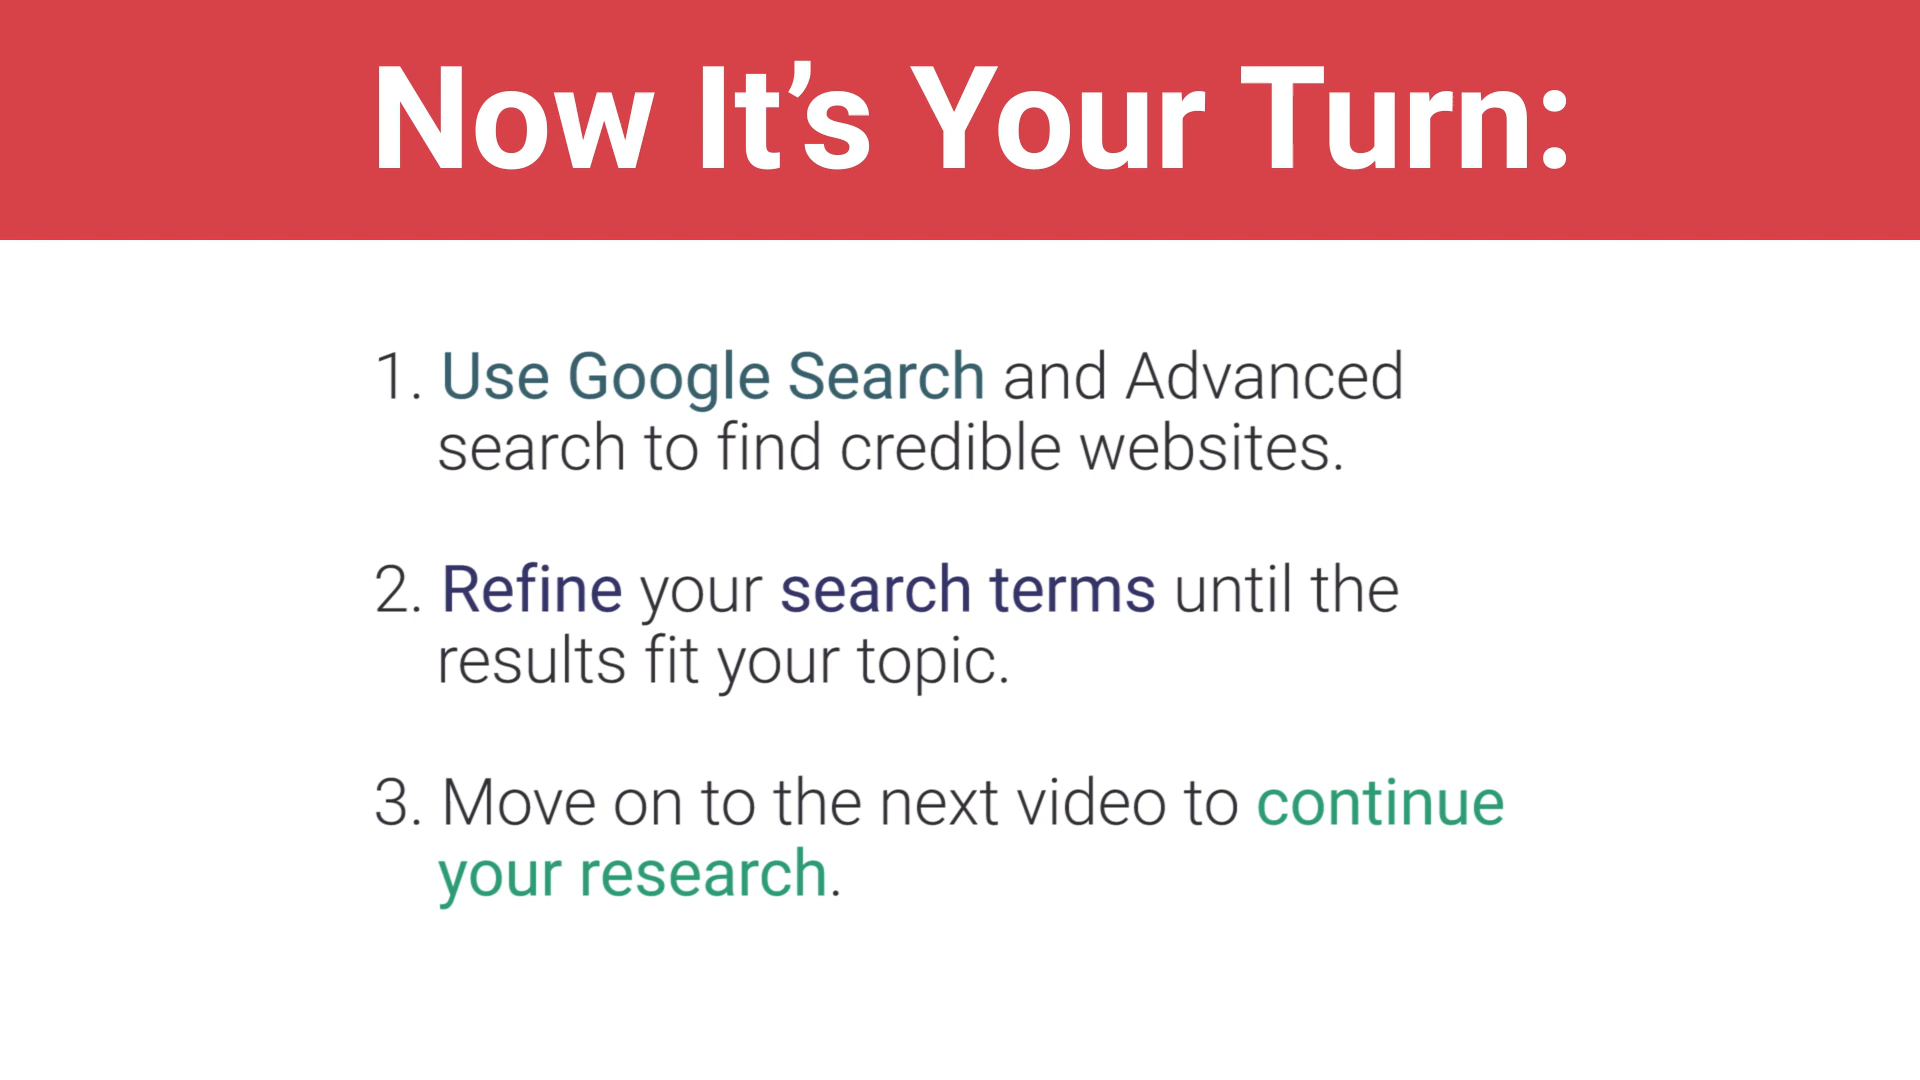 Now It’s Your Turn:
1. Use Google Search and Advanced
search to find credible websites.
2. Refine your search terms until the
results fit your topic.
3. Move on to the next video to continue
your research.